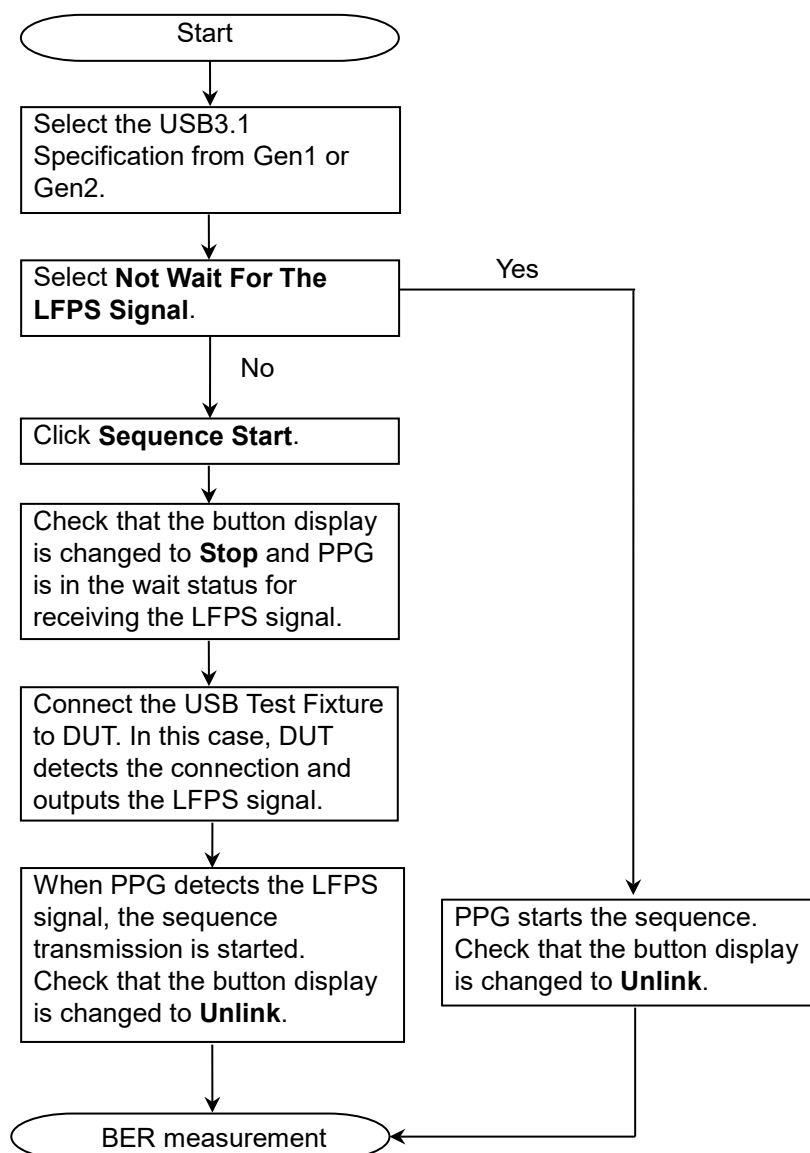 Start
Select the USB3.1
Specification from Gen1 or
Gen2.
Select Not Wait For The
LFPS Signal.
Yes
No
Click Sequence Start.
Check that the button display
is changed to Stop and PPG
is in the wait status for
receiving the LFPS signal.
Connect the USB Test Fixture
to DUT. In this case, DUT
detects the connection and
outputs the LFPS signal.
When PPG detects the LFPS
signal, the sequence
transmission is started.
Check that the button display
is changed to Unlink.
PPG starts the sequence.
Check that the button display
is changed to Unlink.
BER measurement